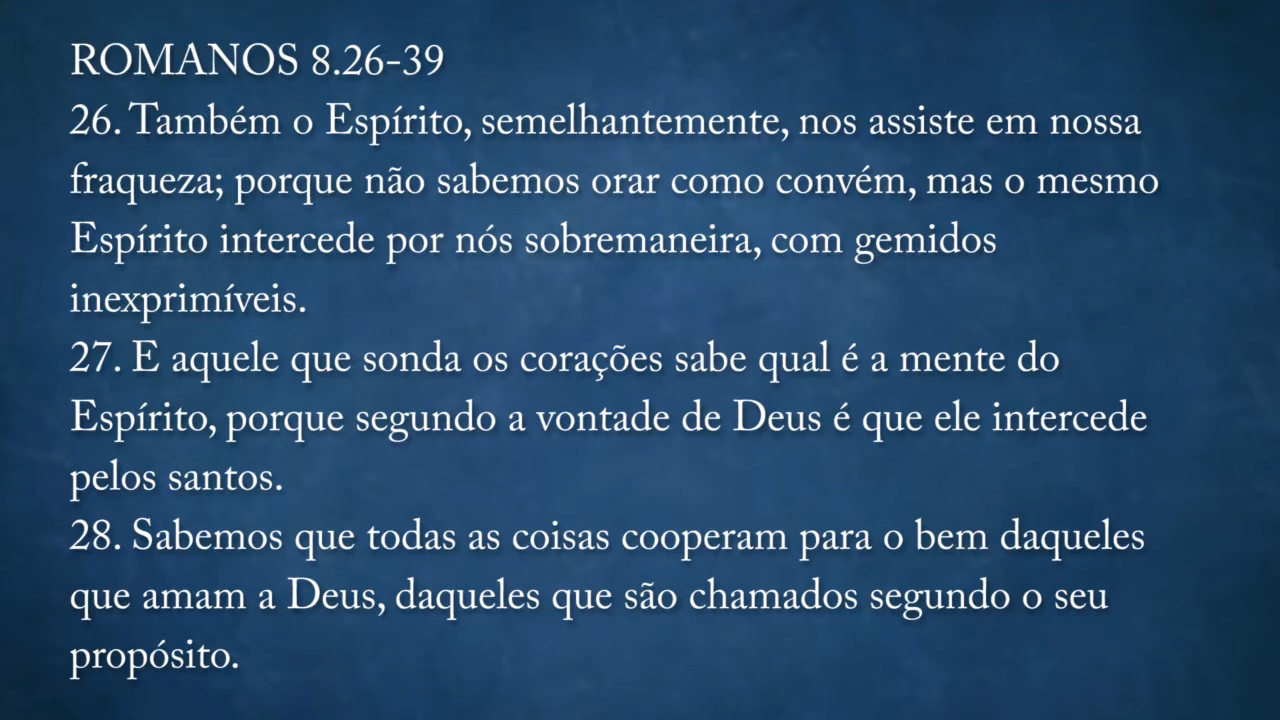 ROMANOS 8.26-39
26. Também o Espírito, semelhantemente, nos assiste em nossa
fraqueza; porque não sabemos orar como convém, mas o mesmo
Espírito intercede por nós sobremaneira, com gemidos
inexprimíveis.
27. E aquele que sonda os corações sabe qual é a mente do
Espírito, porque segundo a vontade de Deus é que ele intercede
pelos santos.
28. Sabemos que todas as coisas cooperam para o bem daqueles
que amam a Deus, daqueles que são chamados segundo o seu
propósito.